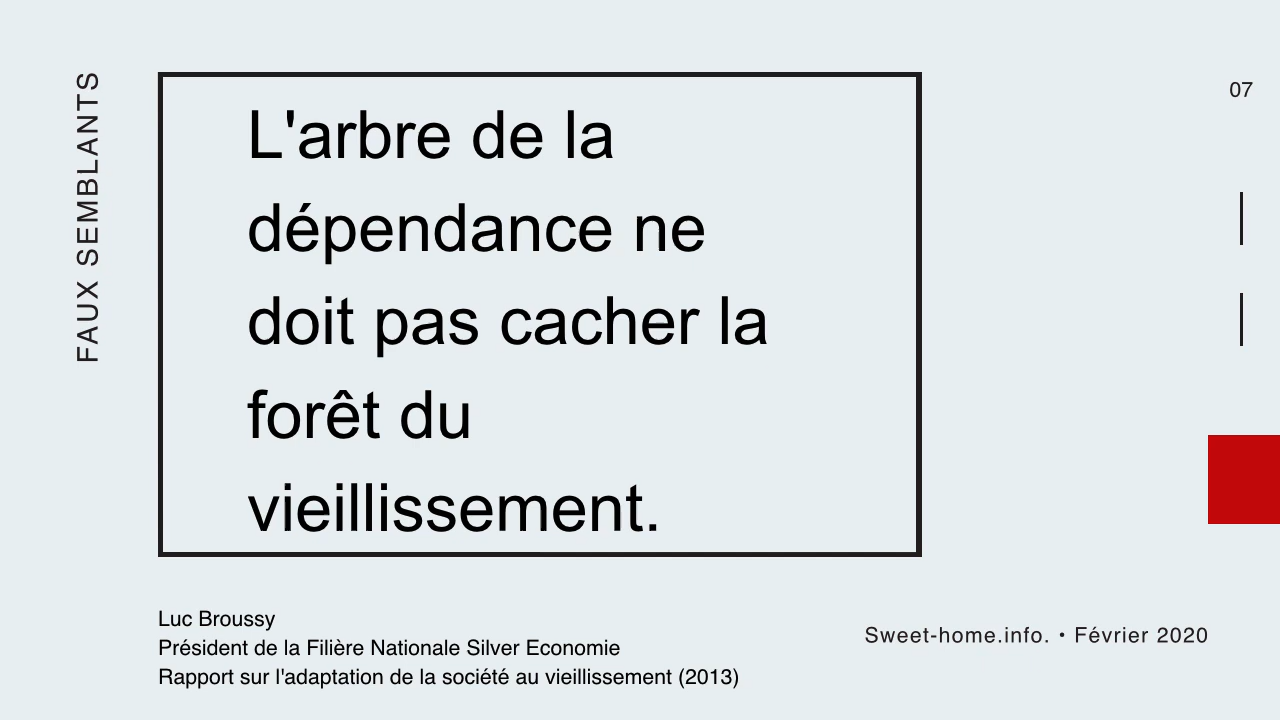 FAUX SEMBLANTS
L'arbre de la
dépendance ne
doit pas cacher la
forêt du
vieillissement.
07
Luc Broussy
Président de la Filière Nationale Silver Economie
Rapport sur l'adaptation de la société au vieillissement (2013)
Sweet-home.info. • Février 2020